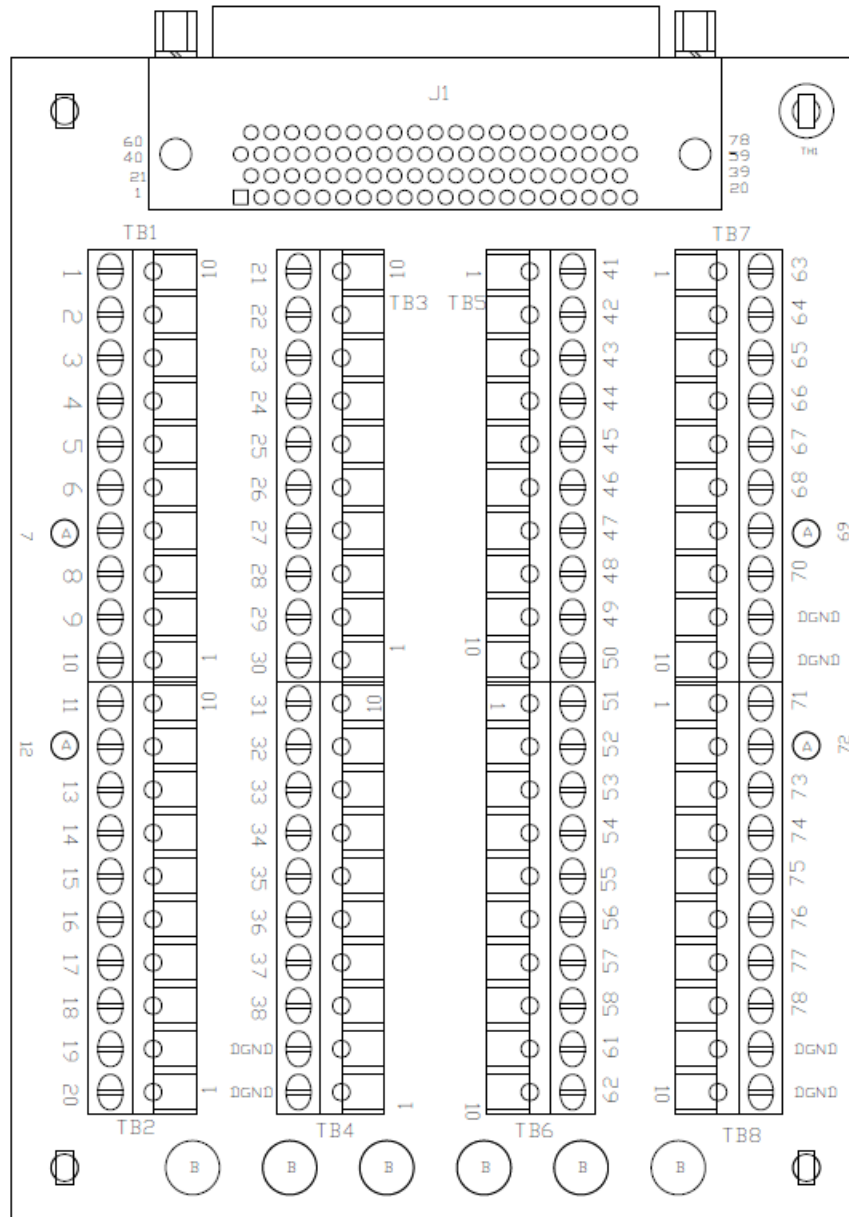 J1
60 78
40 59
21 39
1 20
TH1
TB1 TB7
1 10 21 10 1 41 1 63
TB3 TB5
2 22 42 64
3 23 43 65
4 24 44 66
5 25 45 67
6 26 46 68
7 A 27 47 A 69
8 28 48 70
9 29 49 DGND
10 1 30 1 10 50 10 DGND
11 10 31 10 1 51 1 71
12 A 32 52 A 72
13 33 53 73
14 34 54 74
15 35 55 75
16 36 56 76
17 37 57 77
18 38 58 78
19 DGND 61 DGND
20 1 DGND 1 10 62 10 DGND
TB2 TB4 TB6 TB8
B B B B B B